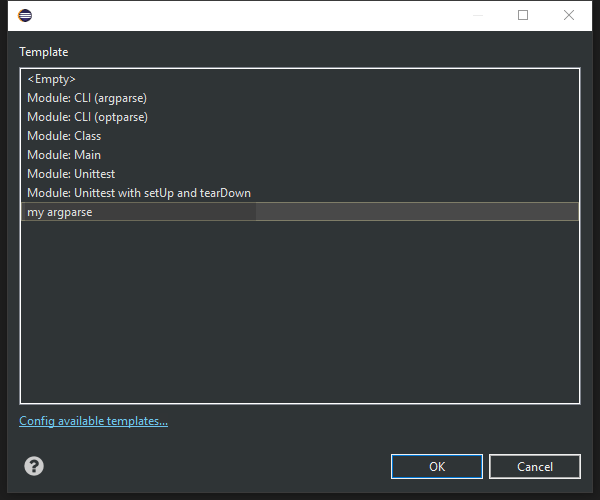 Template
<Empty>
Module: CLI (argparse)
Module: CLI (optparse)
Module: Class
Module: Main
Module: Unittest
Module: Unittest with setUp and tearDown
my argparse
Config available templates...
?
OK
Cancel